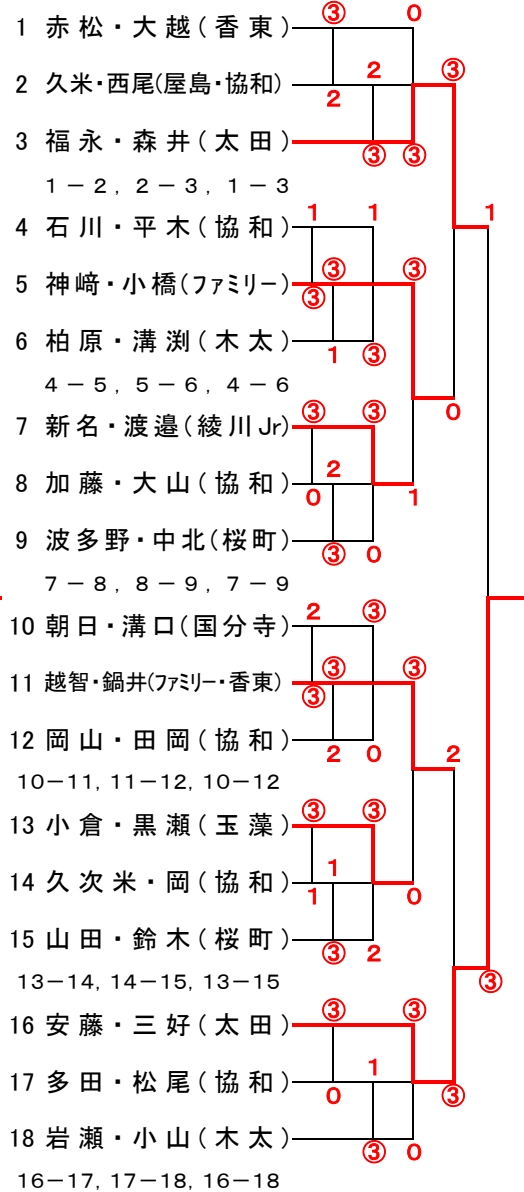 ③ 0
1 赤松・大越(香東)
2 ③
2 久米・西尾(屋島・協和)
2
3 福永・森井(太田)
③ ③
1－2, 2－3, 1－3
1 1 1
4 石川・平木(協和)
③ ③
5 神﨑・小橋(ファミリー)
③
6 柏原・溝渕(木太)
1 ③
4－5, 5－6, 4－6
③ ③ 0
7 新名・渡邉(綾川Jr)
2
8 加藤・大山(協和)
0 1
9 波多野・中北(桜町)
③ 0
7－8, 8－9, 7－9
2 ③
10 朝日・溝口(国分寺)
③ ③
11 越智・鍋井(ファミリー・香東)
③
12 岡山・田岡(協和)
2 0 2
10－11, 11－12, 10－12
③ ③
13 小倉・黒瀬(玉藻)
1
14 久次米・岡(協和)
1 0
15 山田・鈴木(桜町)
③ 2
13－14, 14－15, 13－15
③
③ ③
16 安藤・三好(太田)
1
17 多田・松尾(協和)
0 ③
18 岩瀬・小山(木太)
③ 0
16－17, 17－18, 16－18